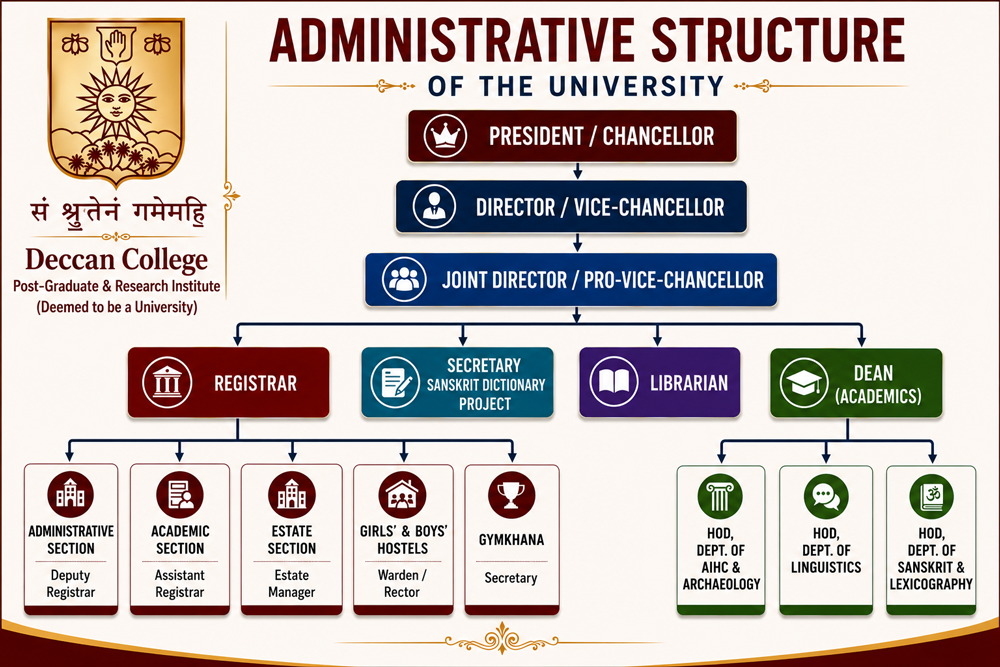 ADMINISTRATIVE STRUCTURE
OF THE UNIVERSITY
सं श्रुतेनं गमेमहि
Deccan College
Post-Graduate & Research Institute
(Deemed to be a University)
PRESIDENT / CHANCELLOR
DIRECTOR / VICE-CHANCELLOR
JOINT DIRECTOR / PRO-VICE-CHANCELLOR
REGISTRAR
SECRETARY
SANSKRIT DICTIONARY
PROJECT
LIBRARIAN
DEAN
(ACADEMICS)
ADMINISTRATIVE
SECTION
Deputy
Registrar
ACADEMIC
SECTION
Assistant
Registrar
ESTATE
SECTION
Estate
Manager
GIRLS' & BOYS'
HOSTELS
Warden /
Rector
GYMKHANA
Secretary
HOD,
DEPT. OF
AIHC &
ARCHAEOLOGY
HOD,
DEPT. OF
LINGUISTICS
ॐ
HOD,
DEPT. OF
SANSKRIT &
LEXICOGRAPHY